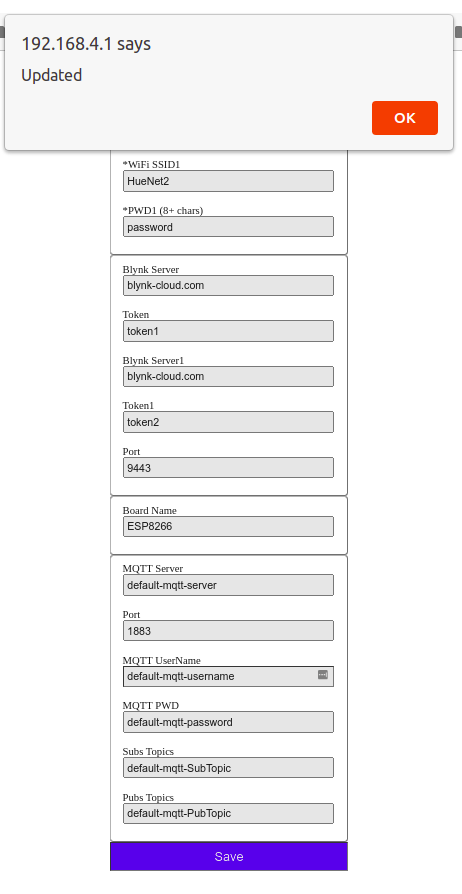 192.168.4.1 says
Updated
OK
*WiFi SSID1
HueNet2
*PWD1 (8+ chars)
password
Blynk Server
blynk-cloud.com
Token
token1
Blynk Server1
blynk-cloud.com
Token1
token2
Port
9443
Board Name
ESP8266
MQTT Server
default-mqtt-server
Port
1883
MQTT UserName
default-mqtt-username
MQTT PWD
default-mqtt-password
Subs Topics
default-mqtt-SubTopic
Pubs Topics
default-mqtt-PubTopic
Save